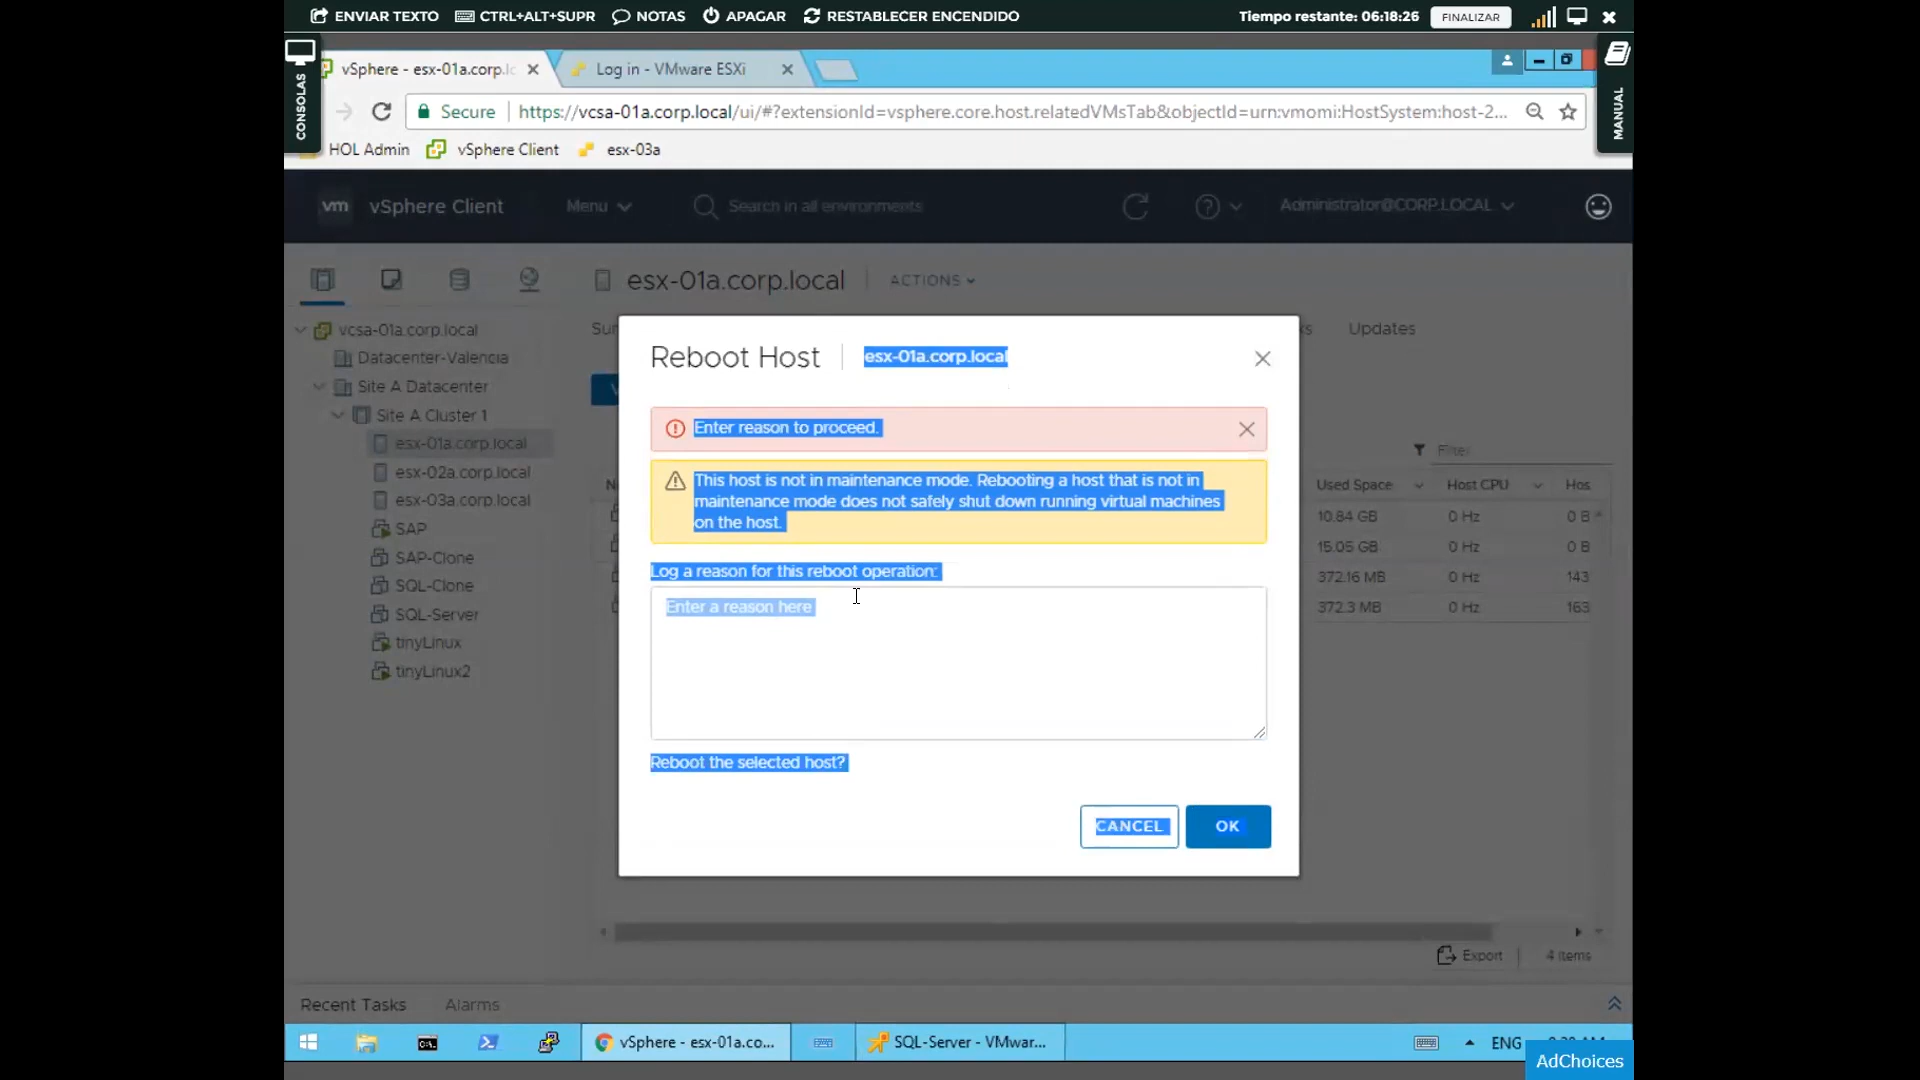 ENVIAR TEXTO CTRL+ALT+SUPR NOTAS APAGAR RESTABLECER ENCENDIDO Tiempo restante: 06:18:26 FINALIZAR
CONSOLAS
MANUAL
vSphere - esx-01a.corp.lo Log in - VMware ESXi
Secure https://vcsa-01a.corp.local/ui/#?extensionId=vsphere.core.host.relatedVMsTab&objectId=urn:vmomi:HostSystem:host-2...
HOL Admin vSphere Client esx-03a
vm vSphere Client Menu Search in all environments Administrator@CORP.LOCAL
esx-01a.corp.local ACTIONS
vcsa-01a.corp.local
Datacenter-Valencia
Site A Datacenter
Site A Cluster 1
esx-01a.corp.local
esx-02a.corp.local
esx-03a.corp.local
SAP
SAP-Clone
SQL-Clone
SQL-Server
tinyLinux
tinyLinux2
Updates
Reboot Host esx-01a.corp.local
Enter reason to proceed.
This host is not in maintenance mode. Rebooting a host that is not in
maintenance mode does not safely shut down running virtual machines
on the host.
Log a reason for this reboot operation:
Enter a reason here
Reboot the selected host?
CANCEL OK
Filter
Used Space Host CPU Hos
10.84 GB 0 Hz 0 B
15.05 GB 0 Hz 0 B
372.16 MB 0 Hz 143
372.3 MB 0 Hz 163
Export 4 items
Recent Tasks Alarms
vSphere - esx-01a.co... SQL-Server - VMwar... ENG
AdChoices